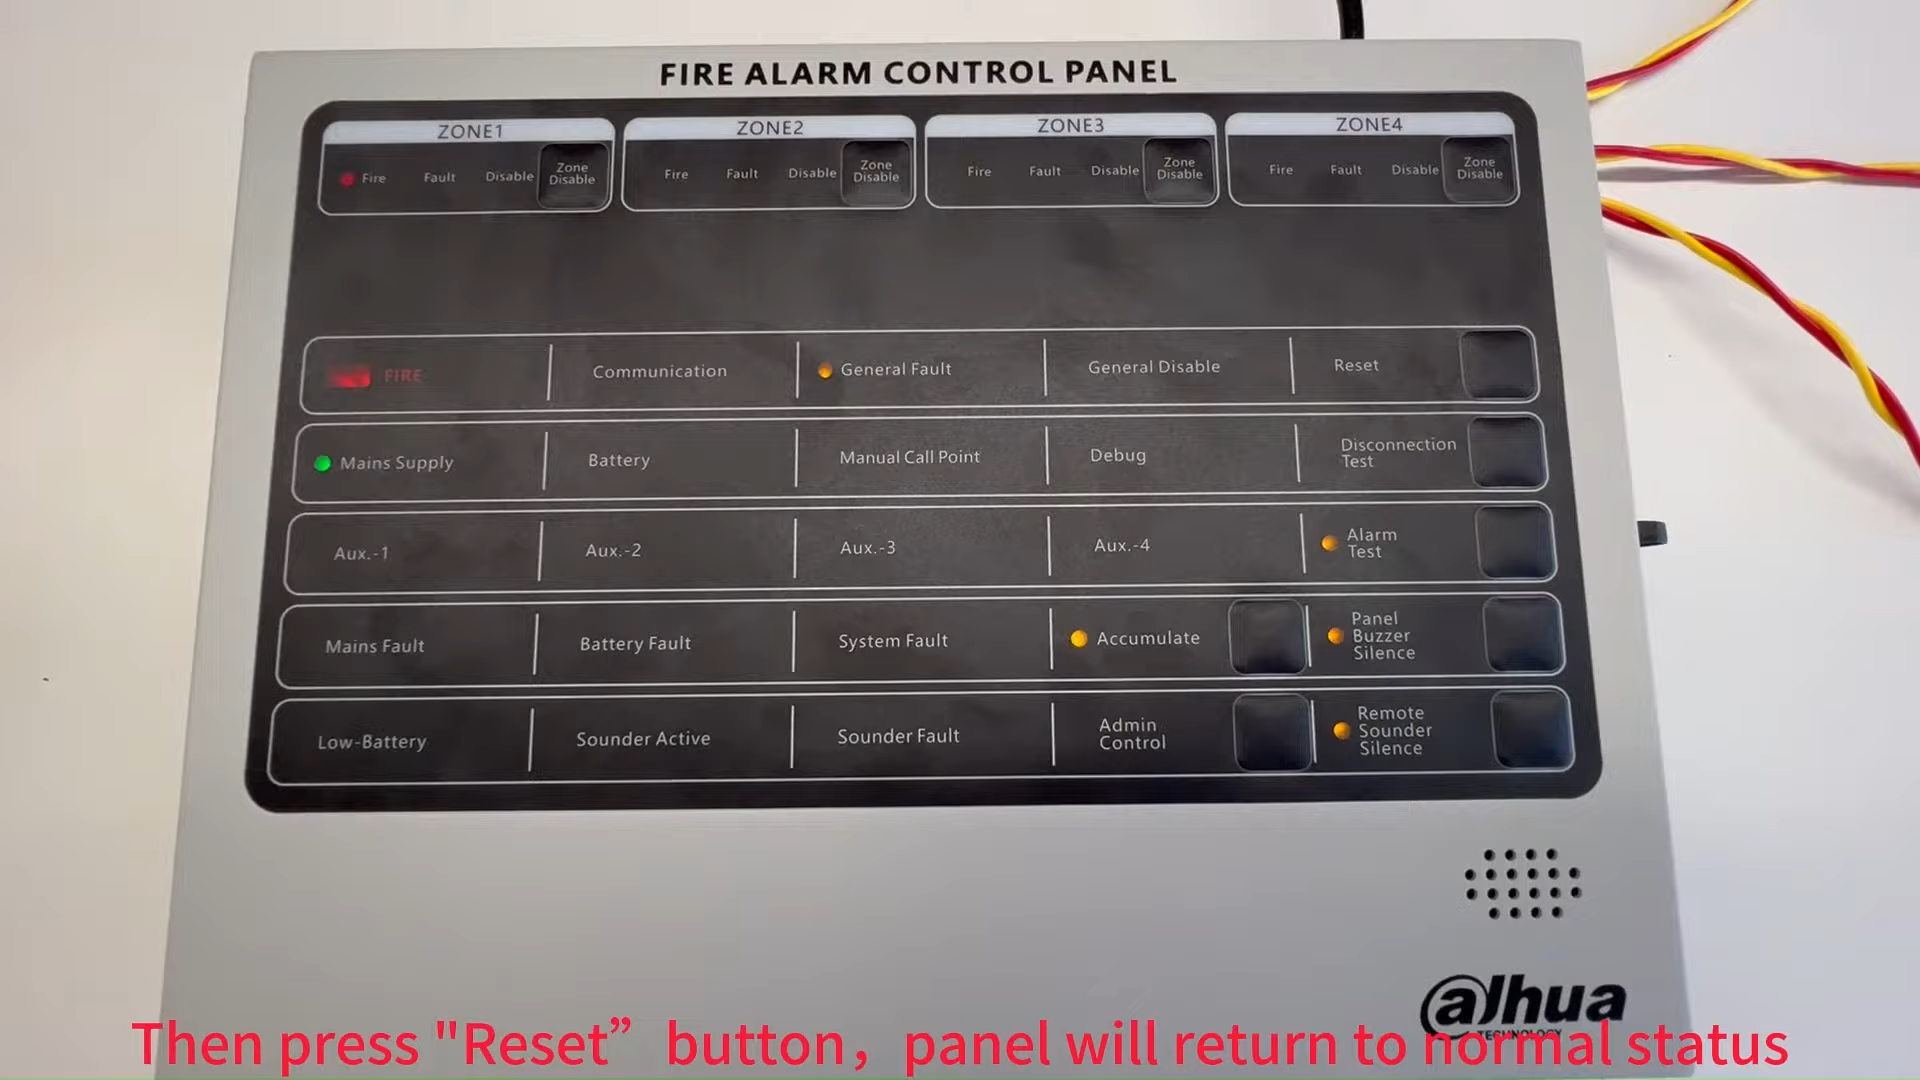 FIRE ALARM CONTROL PANEL
ZONE1
Fire Fault Disable Zone Disable
ZONE2
Fire Fault Disable Zone Disable
ZONE3
Fire Fault Disable Zone Disable
ZONE4
Fire Fault Disable Zone Disable
FIRE
Communication
General Fault
General Disable
Reset
Mains Supply
Battery
Manual Call Point
Debug
Disconnection
Test
Aux.-1
Aux.-2
Aux.-3
Aux.-4
Alarm
Test
Mains Fault
Battery Fault
System Fault
Accumulate
Panel
Buzzer
Silence
Low-Battery
Sounder Active
Sounder Fault
Admin
Control
Remote
Sounder
Silence
alhua
TECHNOLOGY
Then press "Reset” button，panel will return to normal status